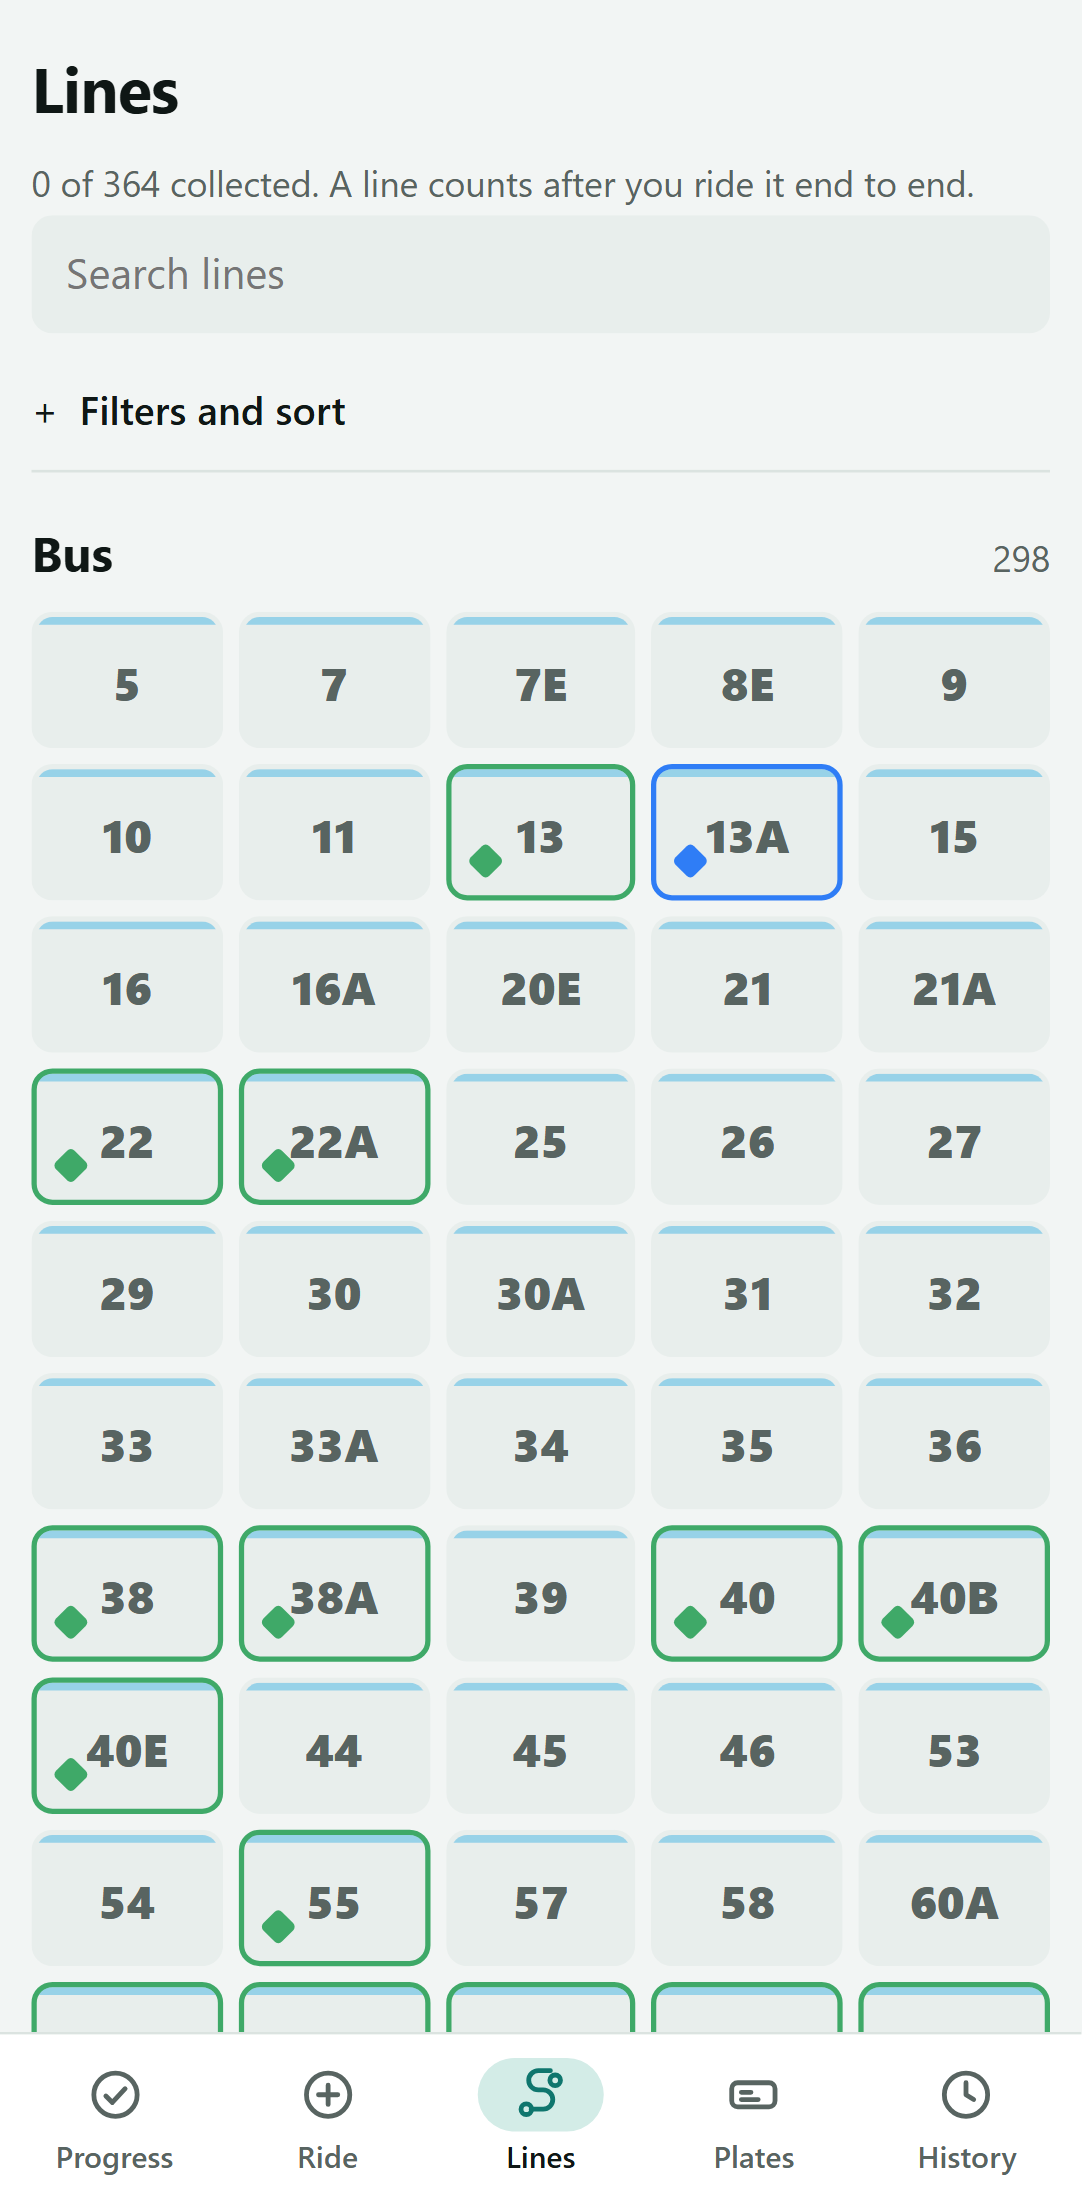 Lines
0 of 364 collected. A line counts after you ride it end to end.
Search lines
+ Filters and sort
Bus 298
5 7 7E 8E 9
10 11 13 13A 15
16 16A 20E 21 21A
22 22A 25 26 27
29 30 30A 31 32
33 33A 34 35 36
38 38A 39 40 40B
40E 44 45 46 53
54 55 57 58 60A
Progress Ride Lines Plates History